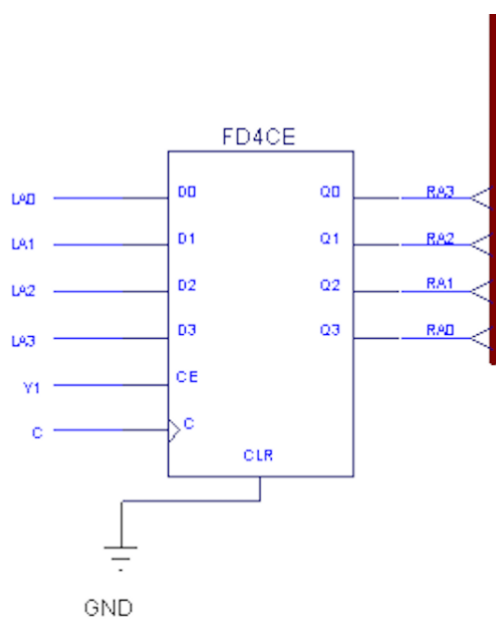 FD4CE
LA0 D0 Q0 RA3
LA1 D1 Q1 RA2
LA2 D2 Q2 RA1
LA3 D3 Q3 RA0
Y1 CE
C C
CLR
GND